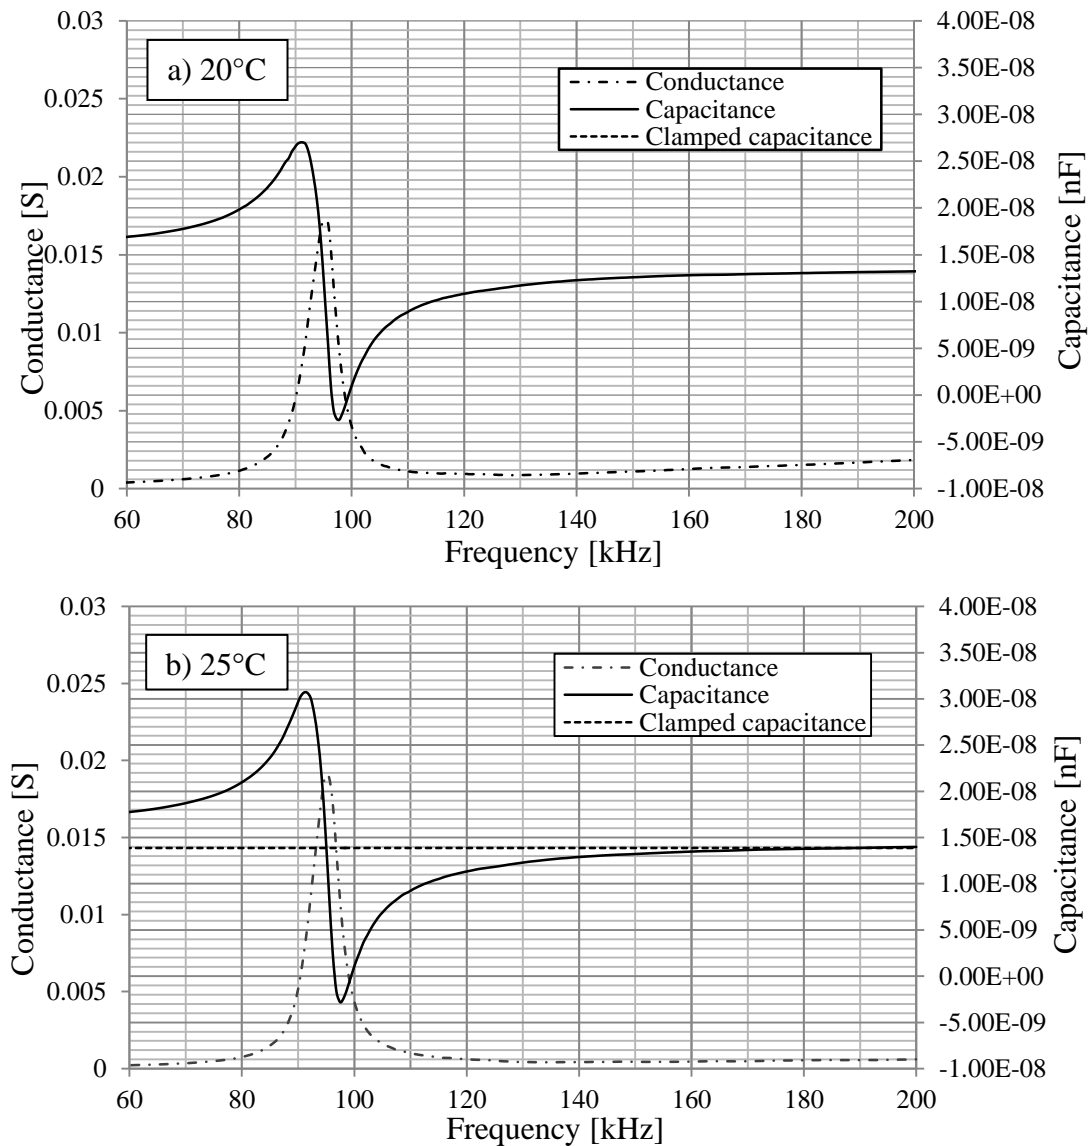 a) 20°C
Conductance
Capacitance
Clamped capacitance
Conductance [S]
0.03
0.025
0.02
0.015
0.01
0.005
0
4.00E-08
3.50E-08
3.00E-08
2.50E-08
2.00E-08
1.50E-08
1.00E-08
5.00E-09
0.00E+00
-5.00E-09
-1.00E-08
Capacitance [nF]
60 80 100 120 140 160 180 200
Frequency [kHz]
b) 25°C
Conductance
Capacitance
Clamped capacitance
Conductance [S]
0.03
0.025
0.02
0.015
0.01
0.005
0
4.00E-08
3.50E-08
3.00E-08
2.50E-08
2.00E-08
1.50E-08
1.00E-08
5.00E-09
0.00E+00
-5.00E-09
-1.00E-08
Capacitance [nF]
60 80 100 120 140 160 180 200
Frequency [kHz]